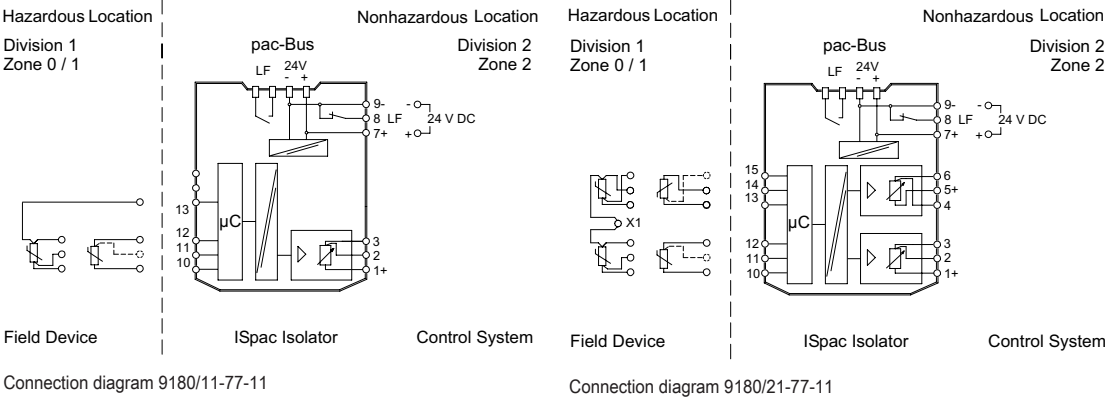 Hazardous Location
Nonhazardous Location
Division 1
Zone 0 / 1
pac-Bus
Division 2
Zone 2
LF
24V
- +
9-
8 LF
7+
-
24 V DC
+
13
12
11
10
µC
3
2
1+
Field Device
ISpac Isolator
Control System
Connection diagram 9180/11-77-11
Hazardous Location
Nonhazardous Location
Division 1
Zone 0 / 1
pac-Bus
Division 2
Zone 2
LF
24V
- +
9-
8 LF
7+
-
24 V DC
+
X1
15
14
13
12
11
10
µC
6
5+
4
3
2
1+
Field Device
ISpac Isolator
Control System
Connection diagram 9180/21-77-11